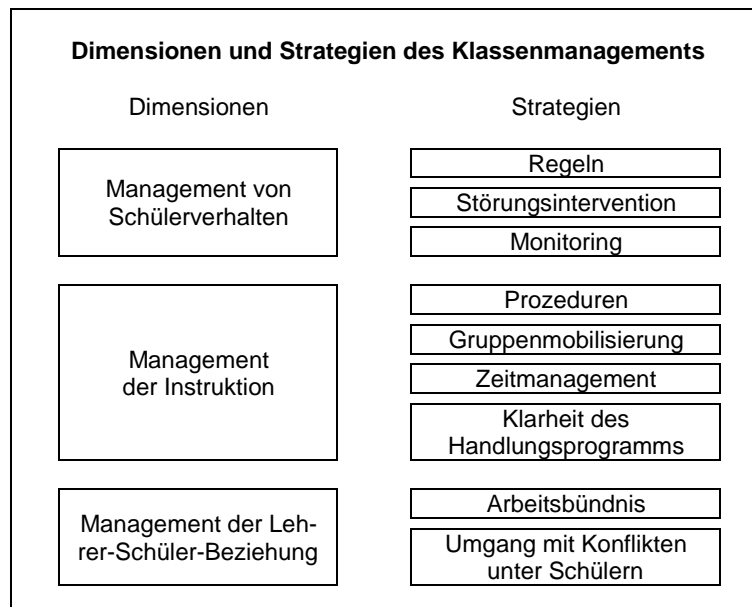 Dimensionen und Strategien des Klassenmanagements
Dimensionen
Strategien
Management von
Schülerverhalten
Regeln
Störungsintervention
Monitoring
Management
der Instruktion
Prozeduren
Gruppenmobilisierung
Zeitmanagement
Klarheit des
Handlungsprogramms
Management der Leh-
rer-Schüler-Beziehung
Arbeitsbündnis
Umgang mit Konflikten
unter Schülern